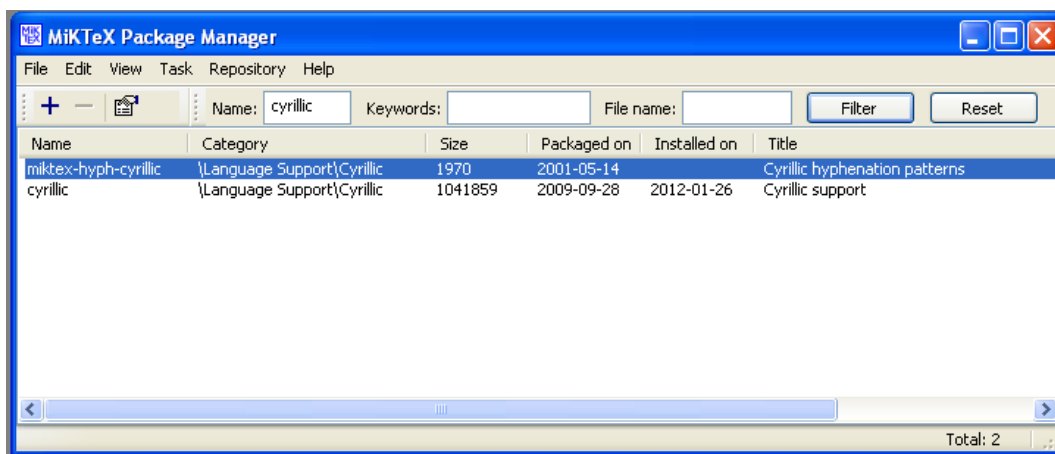 MiKTeX Package Manager
File Edit View Task Repository Help
Name: cyrillic Keywords: File name: Filter Reset
Name Category Size Packaged on Installed on Title
miktex-hyph-cyrillic \Language Support\Cyrillic 1970 2001-05-14 Cyrillic hyphenation patterns
cyrillic \Language Support\Cyrillic 1041859 2009-09-28 2012-01-26 Cyrillic support
Total: 2